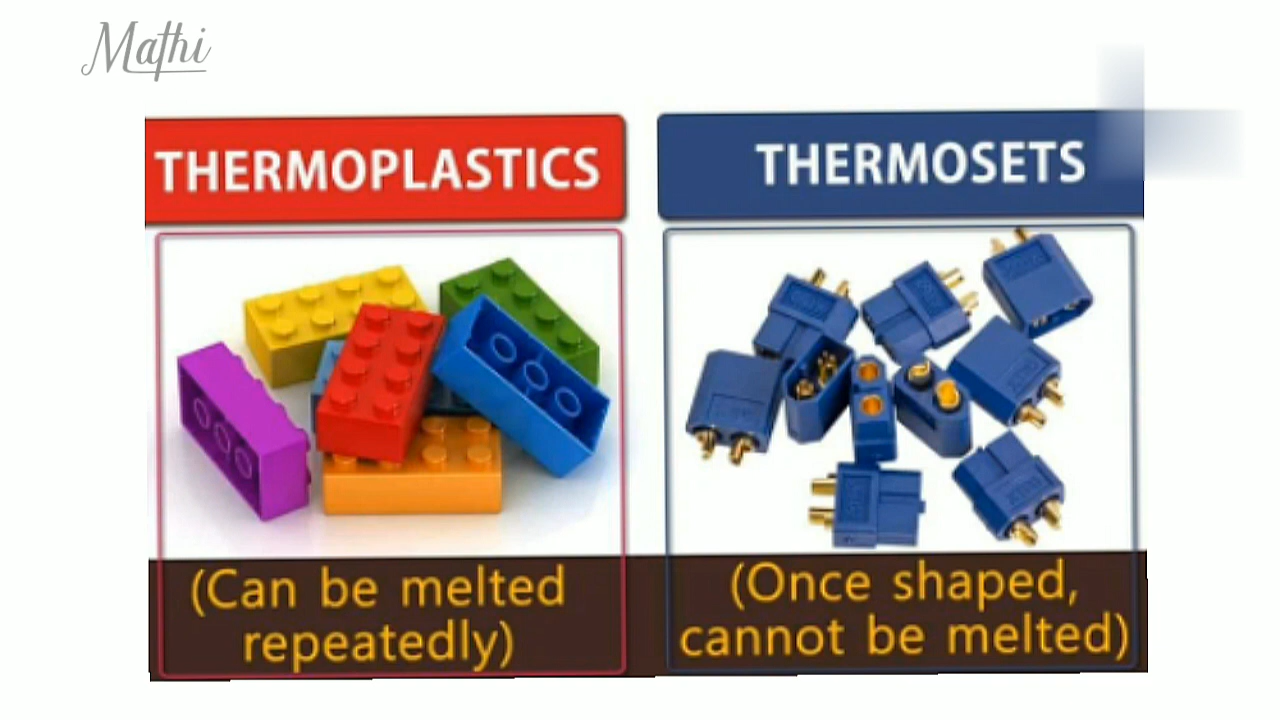 Mathi
THERMOPLASTICS
THERMOSETS
(Can be melted
repeatedly)
(Once shaped,
cannot be melted)